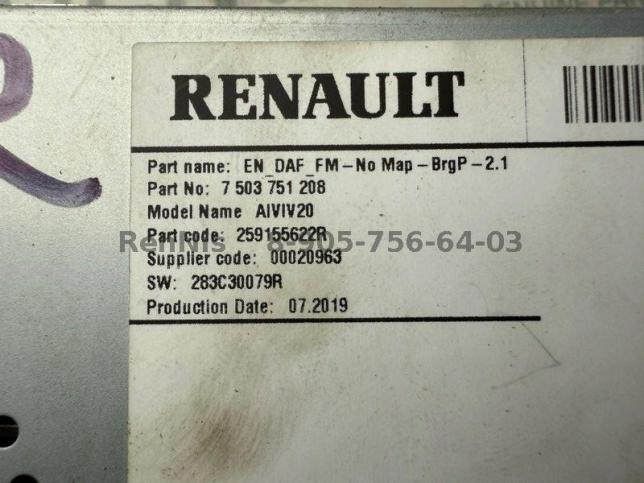 RENAULT
Part name: EN_DAF_FM-No Map-BrgP-2.1
Part No: 7 503 751 208
Model Name AIVIV20
Part code: 259155622R
Rennis 8-905-756-64-03
Supplier code: 00020963
SW: 283C30079R
Production Date: 07.2019